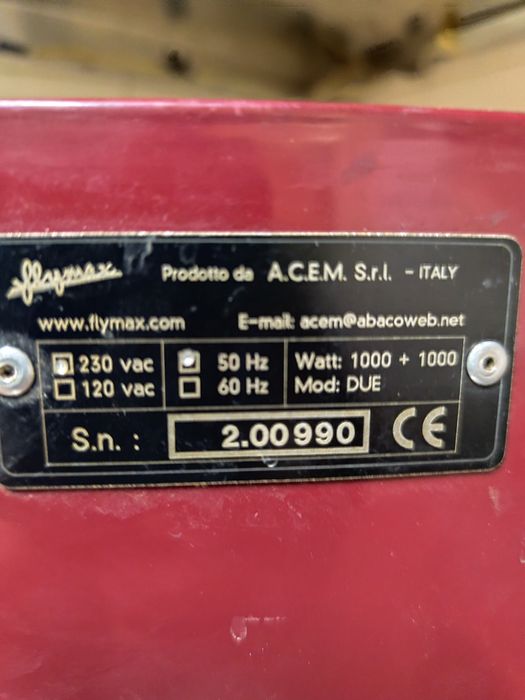 flymax Prodotto da A.C.E.M. S.r.l. - ITALY
www.flymax.com E-mail: acem@abacoweb.net
230 vac 50 Hz Watt: 1000 + 1000
120 vac 60 Hz Mod: DUE
S.n. : 2.00990 CE